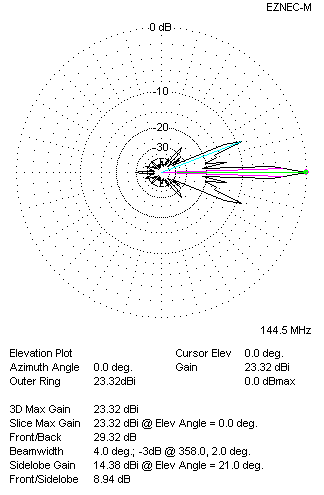 EZNEC-M
0 dB
-10
-20
-30
144.5 MHz
Elevation Plot Cursor Elev 0.0 deg.
Azimuth Angle 0.0 deg. Gain 23.32 dBi
Outer Ring 23.32dBi 0.0 dBmax
3D Max Gain 23.32 dBi
Slice Max Gain 23.32 dBi @ Elev Angle = 0.0 deg.
Front/Back 29.32 dB
Beamwidth 4.0 deg.; -3dB @ 358.0, 2.0 deg.
Sidelobe Gain 14.38 dBi @ Elev Angle = 21.0 deg.
Front/Sidelobe 8.94 dB